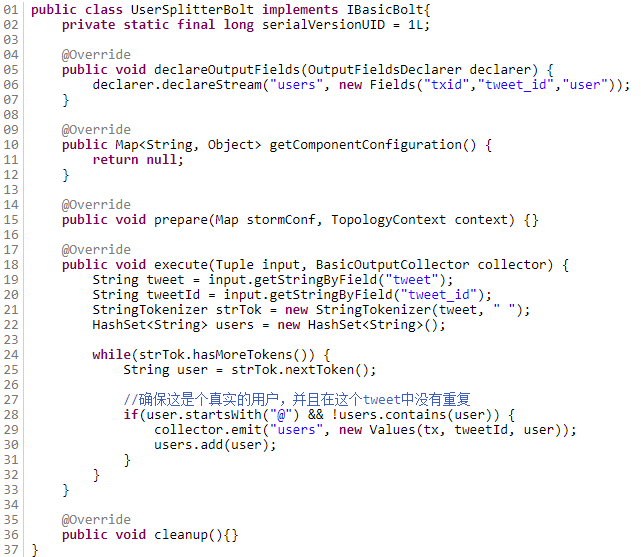 01 public class UserSplitterBolt implements IBasicBolt{
02     private static final long serialVersionUID = 1L;
03
04     @Override
05     public void declareOutputFields(OutputFieldsDeclarer declarer) {
06         declarer.declareStream("users", new Fields("txid","tweet_id","user"));
07     }
08
09     @Override
10     public Map<String, Object> getComponentConfiguration() {
11         return null;
12     }
13
14     @Override
15     public void prepare(Map stormConf, TopologyContext context) {}
16
17     @Override
18     public void execute(Tuple input, BasicOutputCollector collector) {
19         String tweet = input.getStringByField("tweet");
20         String tweetId = input.getStringByField("tweet_id");
21         StringTokenizer strTok = new StringTokenizer(tweet, " ");
22         HashSet<String> users = new HashSet<String>();
23
24         while(strTok.hasMoreTokens()) {
25             String user = strTok.nextToken();
26
27             //确保这是个真实的用户，并且在这个tweet中没有重复
28             if(user.startsWith("@") && !users.contains(user)) {
29                 collector.emit("users", new Values(tx, tweetId, user));
30                 users.add(user);
31             }
32         }
33     }
34
35     @Override
36     public void cleanup(){}
37 }